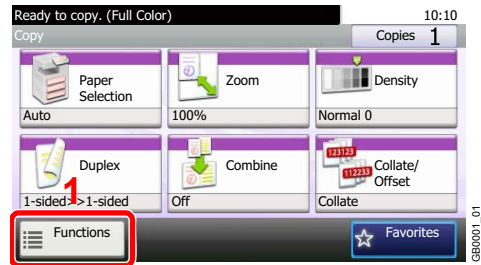 Ready to copy. (Full Color)
10:10
Copy
Copies 1
Paper
Selection
Auto
Zoom
100%
Density
Normal 0
Duplex
1-sided>>1-sided
Combine
Off
123123
112233
Collate/
Offset
Collate
1
Functions
Favorites
GB0001_01